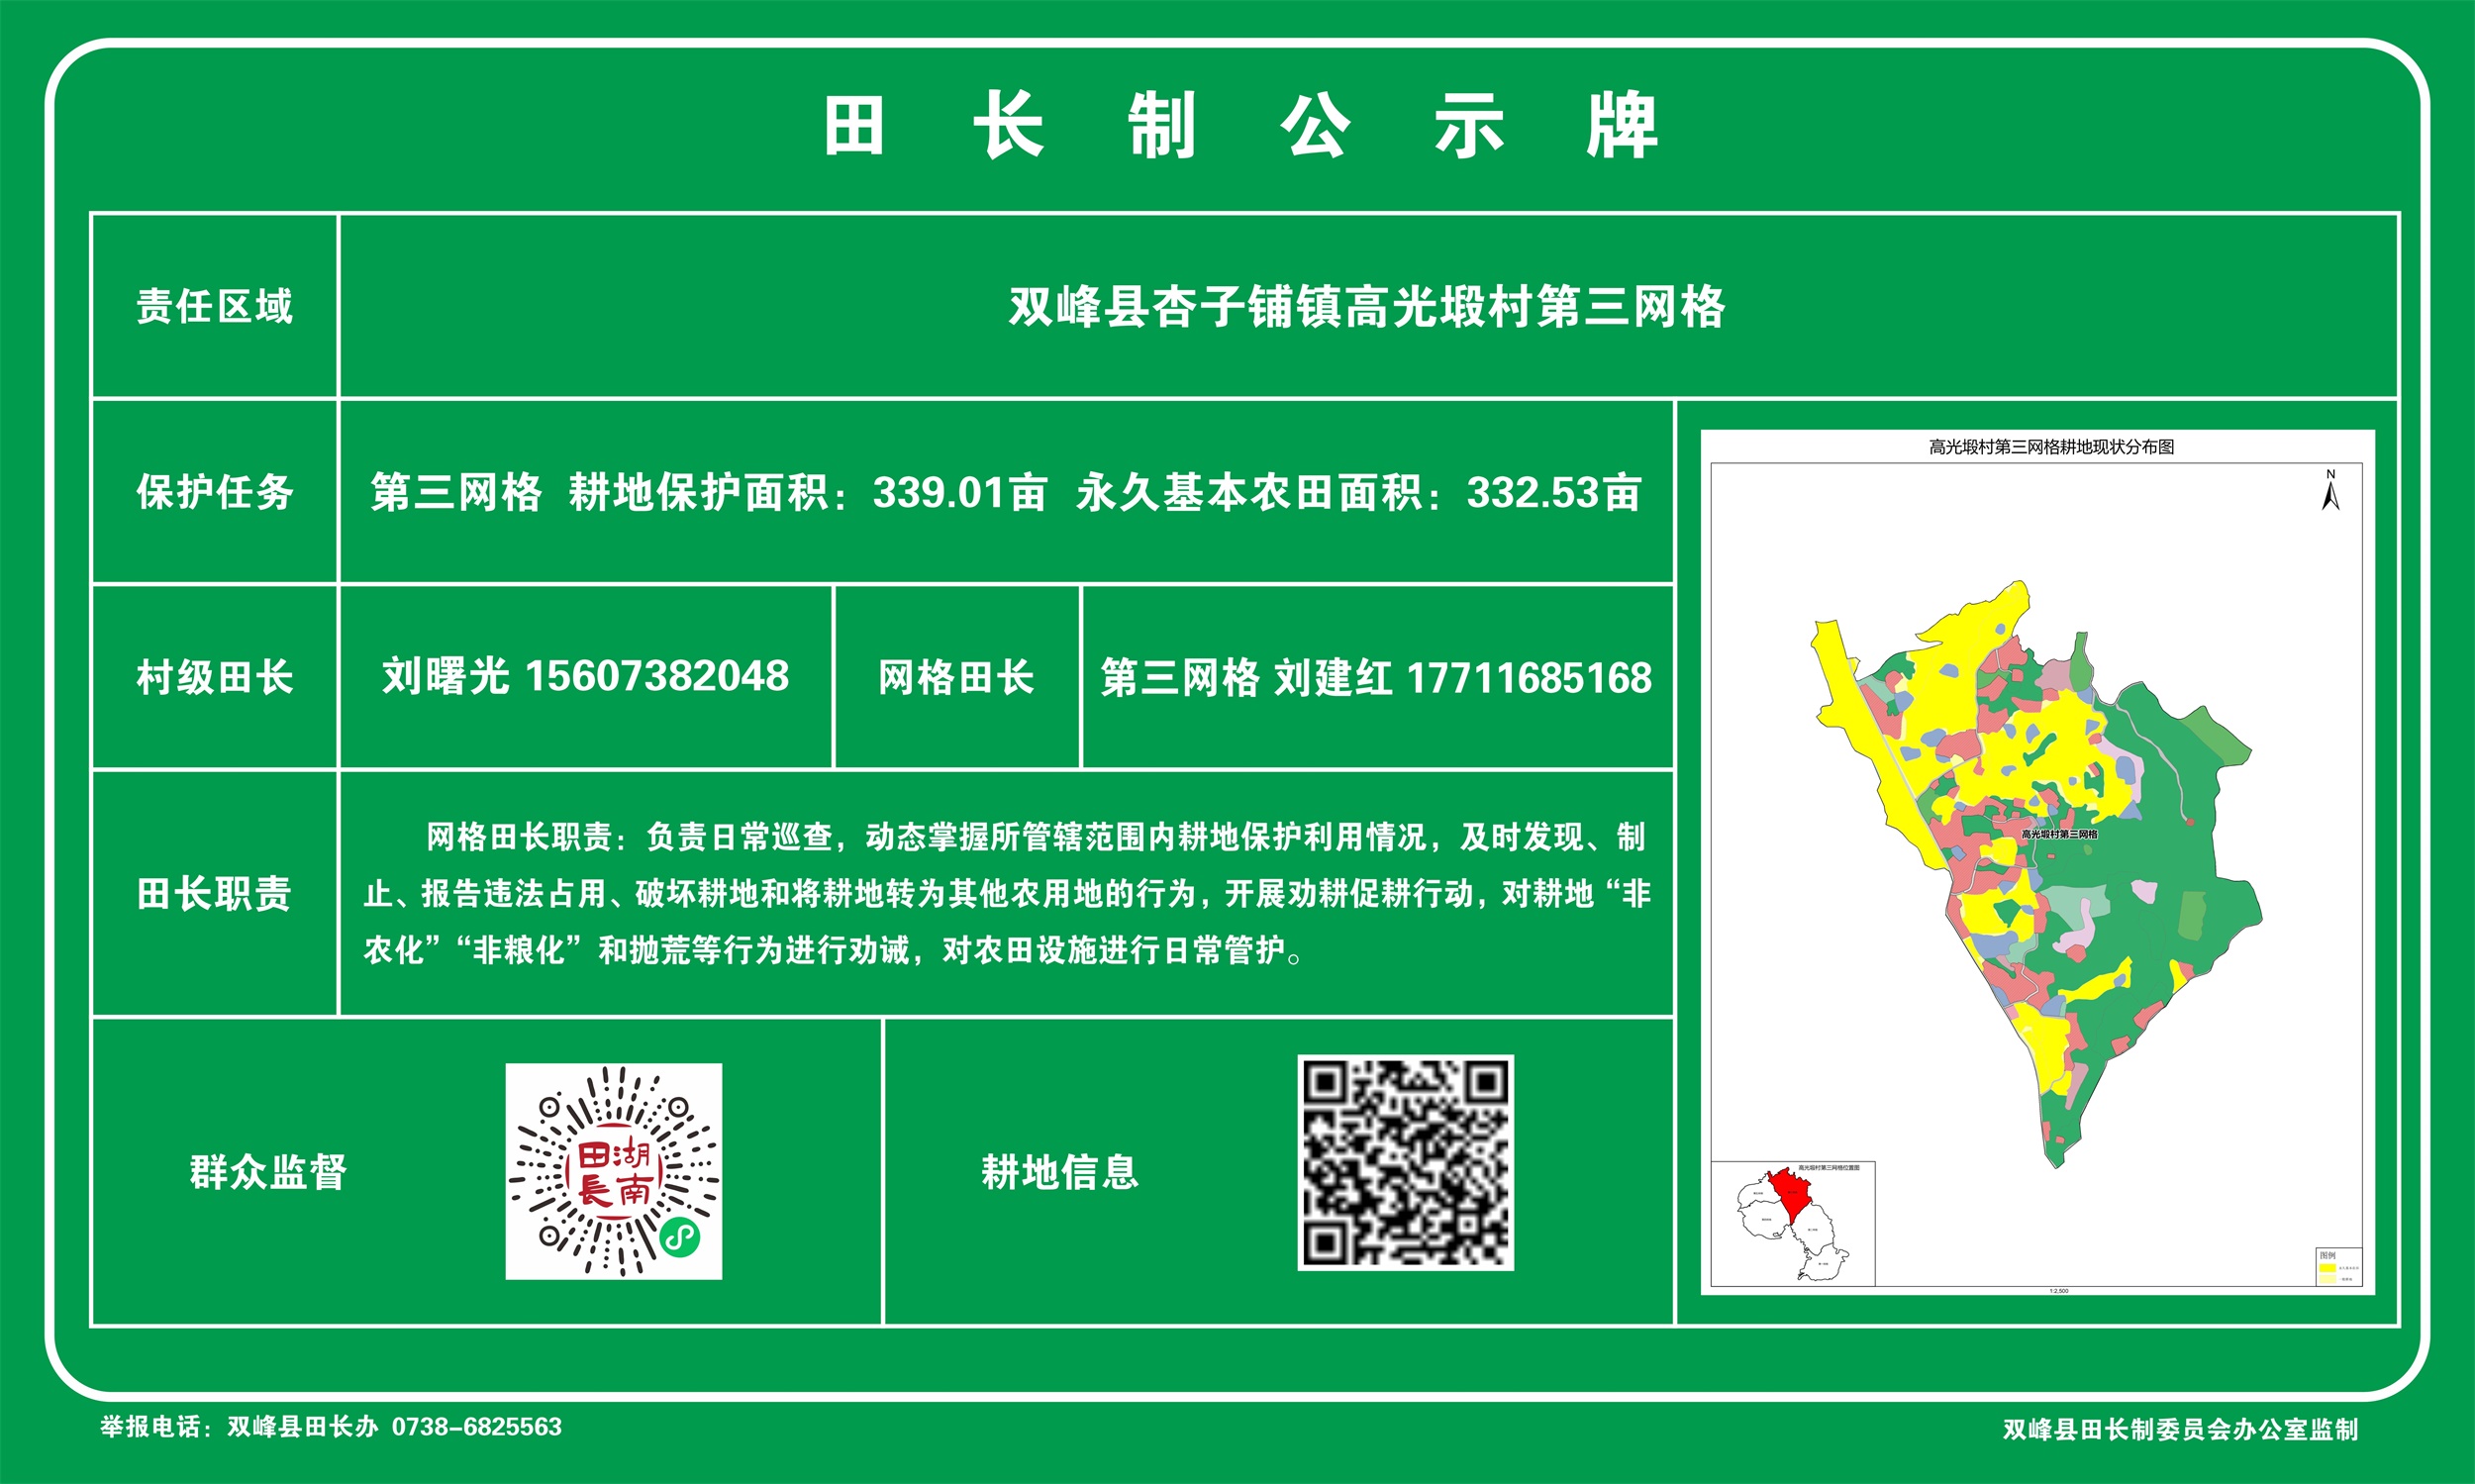 田长制公示牌
责任区域
双峰县杏子铺镇高光塅村第三网格
保护任务
第三网格 耕地保护面积：339.01亩 永久基本农田面积：332.53亩
村级田长
刘曙光 15607382048
网格田长
第三网格 刘建红 17711685168
田长职责
网格田长职责：负责日常巡查，动态掌握所管辖范围内耕地保护利用情况，及时发现、制
止、报告违法占用、破坏耕地和将耕地转为其他农用地的行为，开展劝耕促耕行动，对耕地“非
农化”“非粮化”和抛荒等行为进行劝诫，对农田设施进行日常管护。
群众监督
湖南
田長
耕地信息
高光塅村第三网格耕地现状分布图
N
高光塅村第三网格
高光塅村第三网格位置图
图例
1:2,500
举报电话：双峰县田长办 0738-6825563
双峰县田长制委员会办公室监制